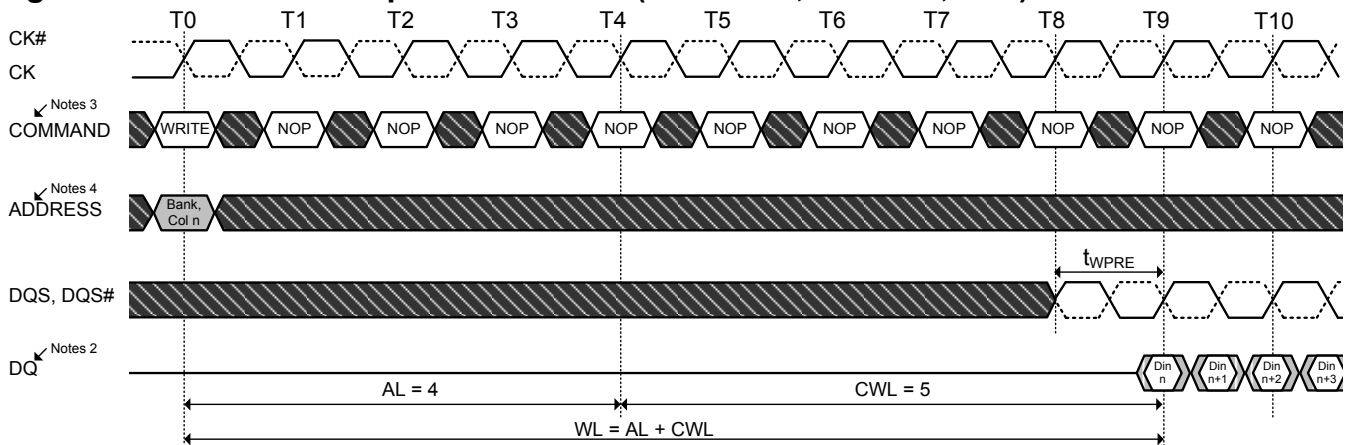 T0 T1 T2 T3 T4 T5 T6 T7 T8 T9 T10
CK#
CK
Notes 3
COMMAND WRITE NOP NOP NOP NOP NOP NOP NOP NOP NOP NOP
Notes 4
ADDRESS Bank, Col n
tWPRE
DQS, DQS#
Notes 2
DQ Din n Din n+1 Din n+2 Din n+3
AL = 4 CWL = 5
WL = AL + CWL